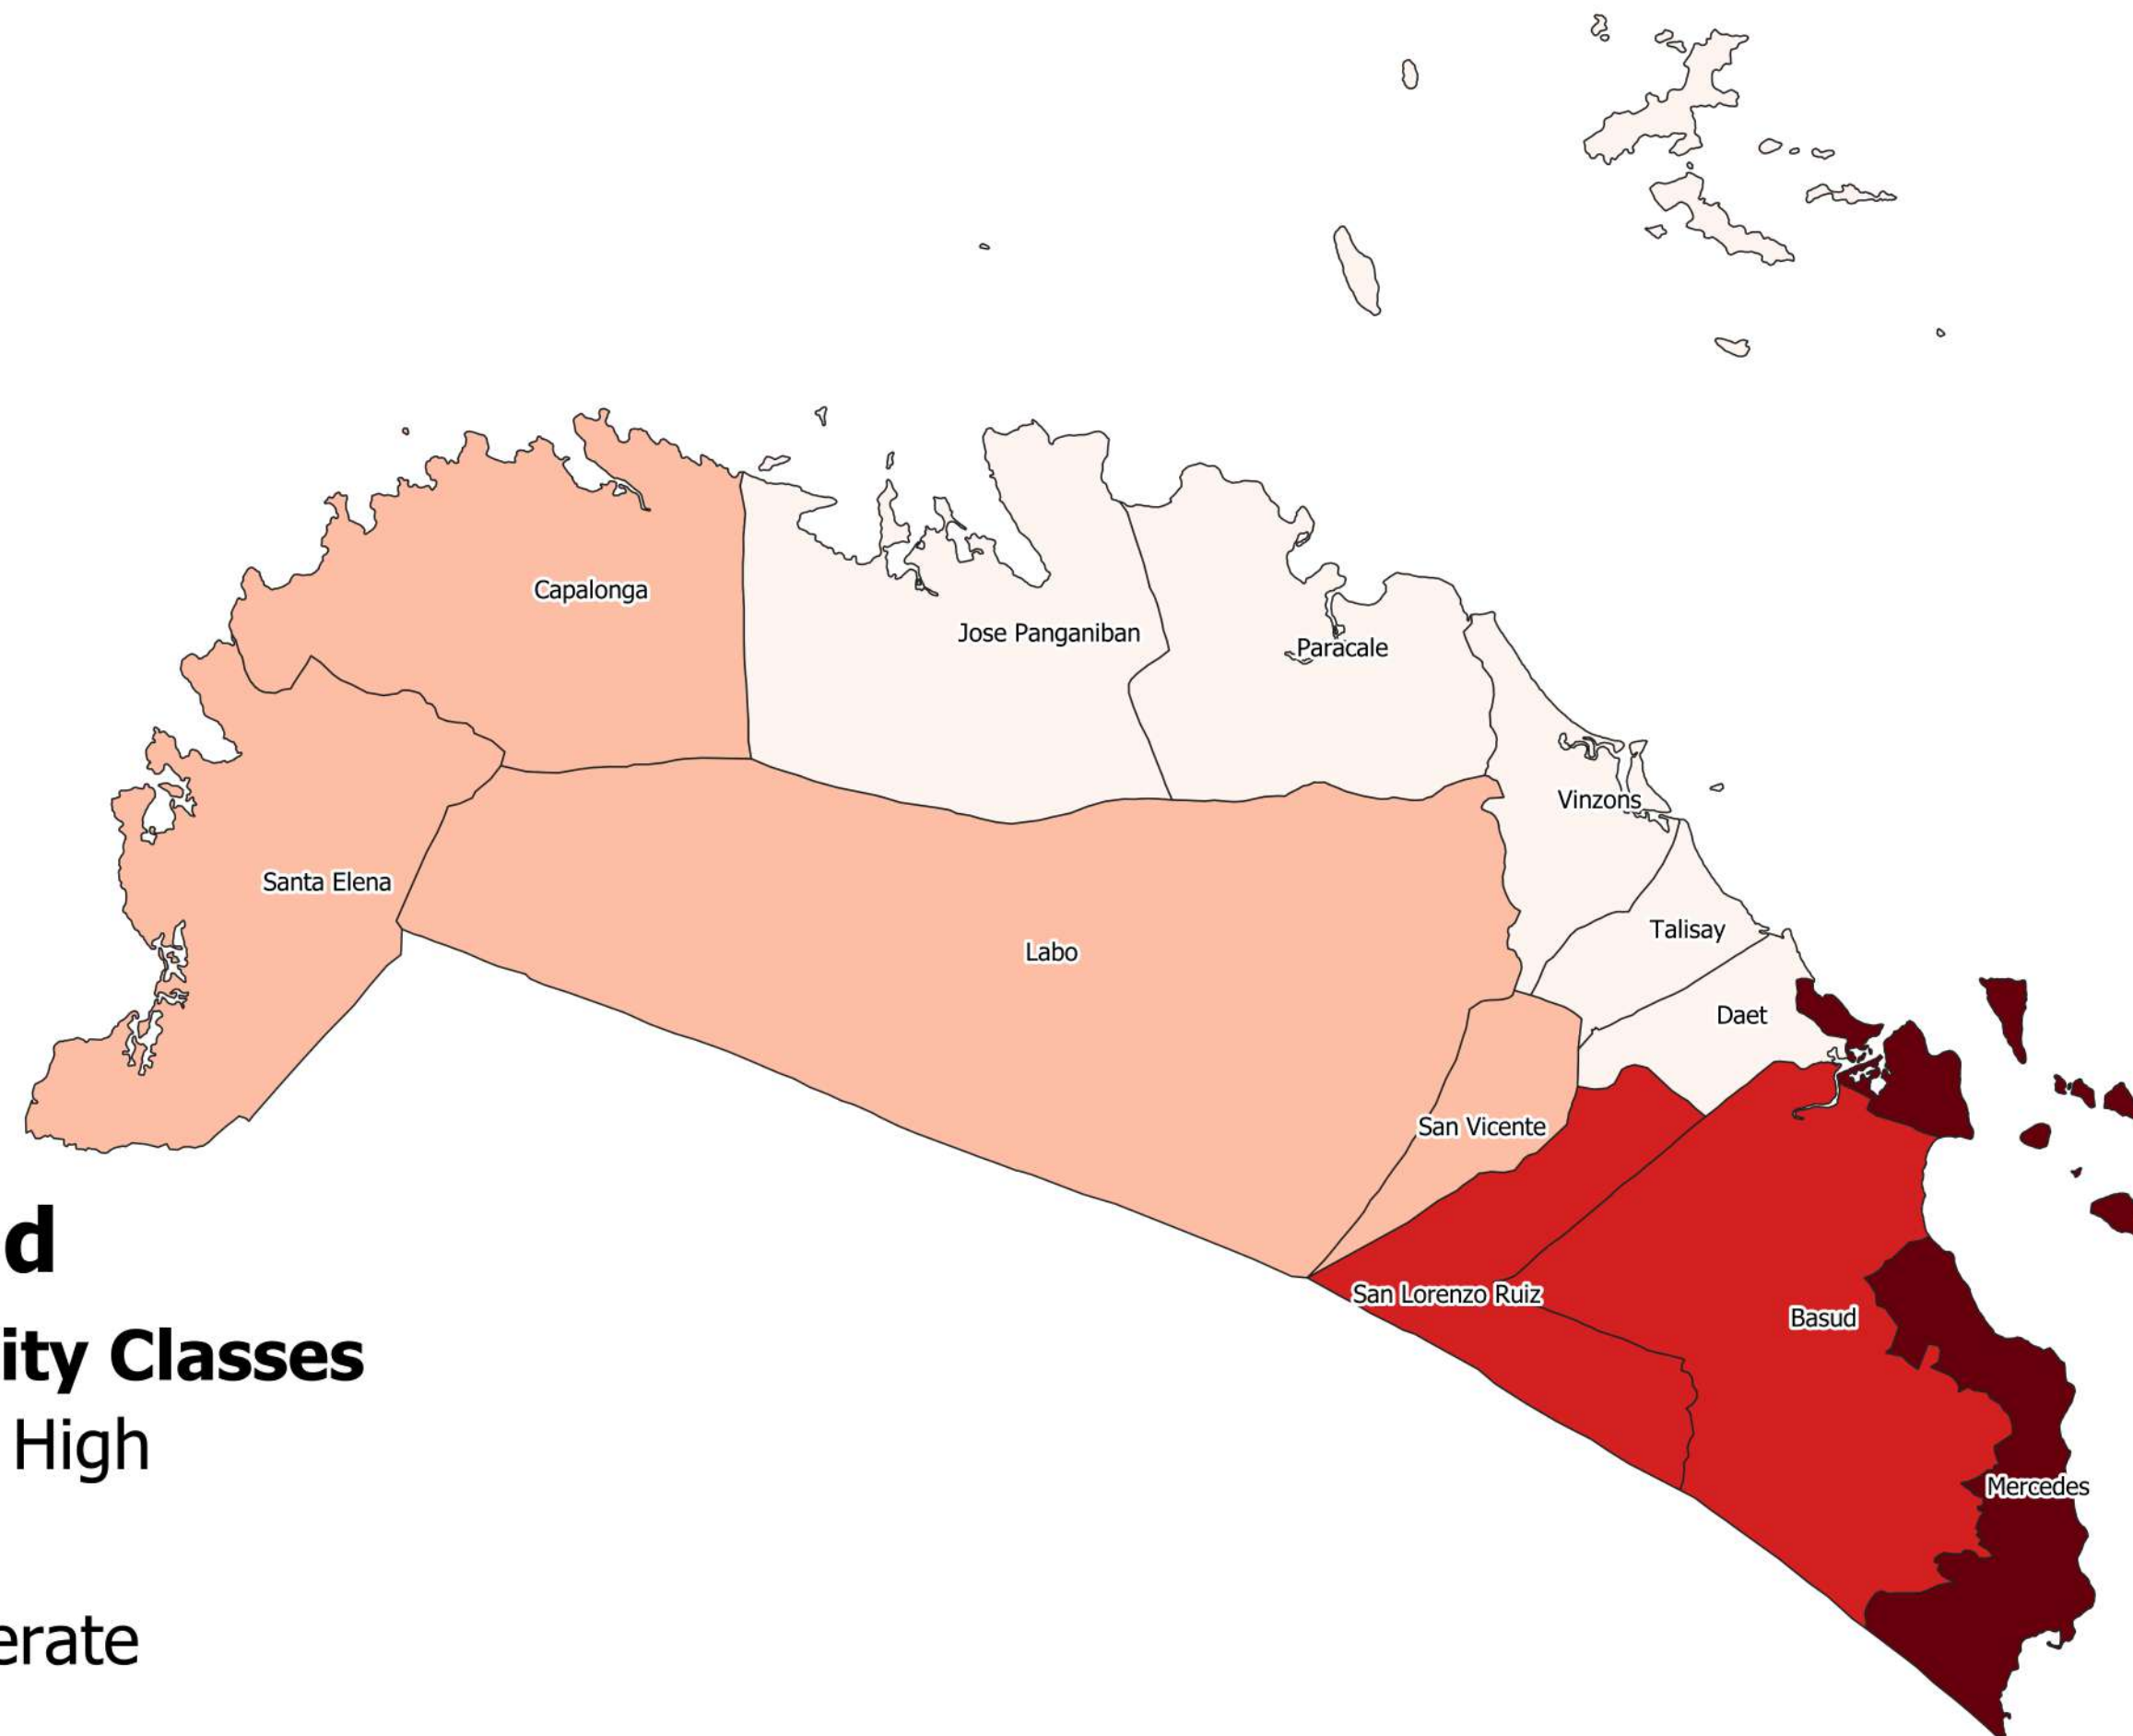 Capalonga
Jose Panganiban
Paracale
Vinzons
Santa Elena
Talisay
Labo
Daet
San Vicente
d
San Lorenzo Ruiz
Basud
ity Classes
High
Mercedes
erate